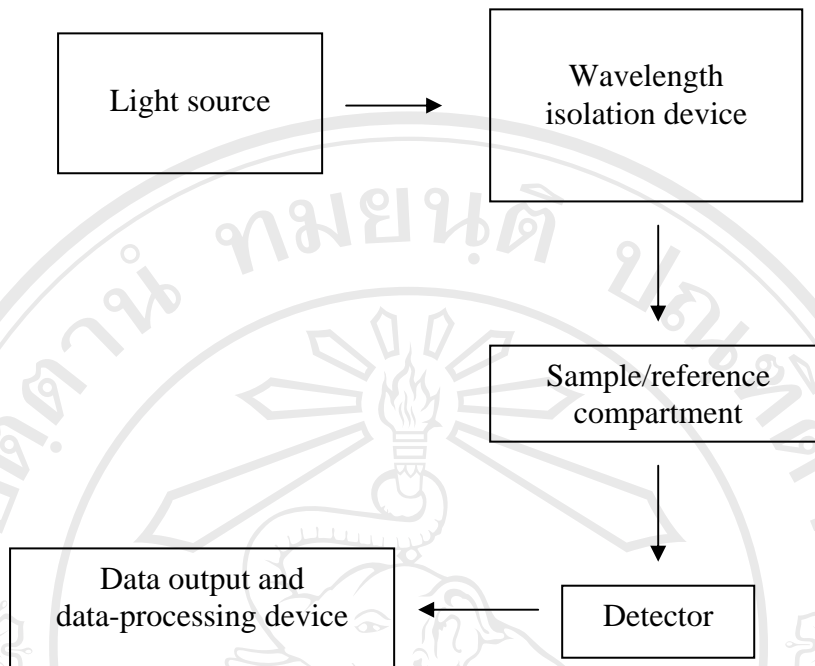 Light source
Wavelength
isolation device
Sample/reference
compartment
Detector
Data output and
data-processing device